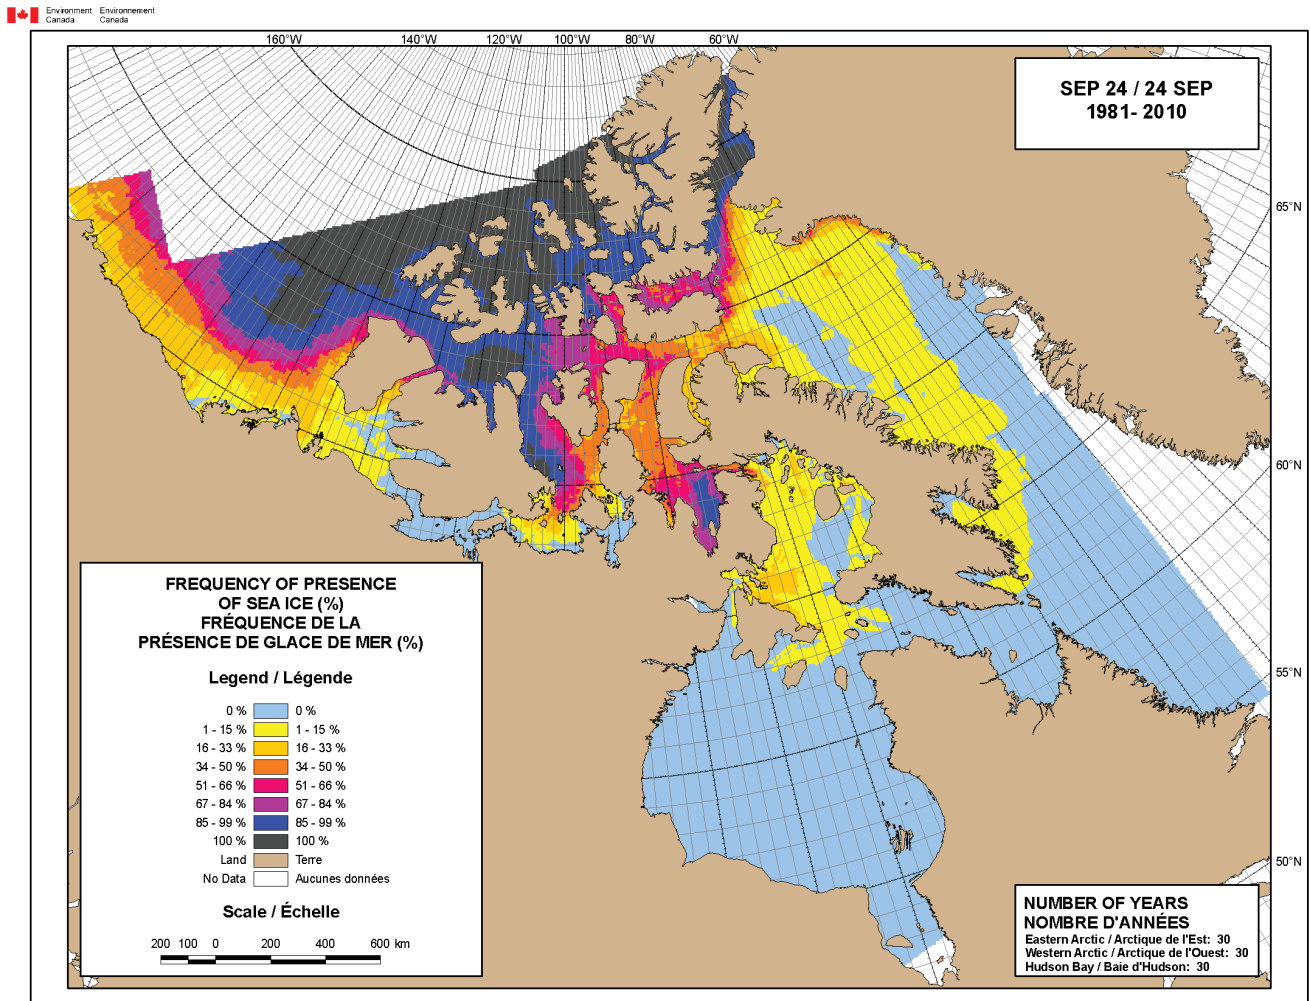 Environment Environnement
Canada Canada
160°W 140°W 120°W 100°W 80°W 60°W
SEP 24 / 24 SEP
1981- 2010
65°N
60°N
55°N
50°N
FREQUENCY OF PRESENCE
OF SEA ICE (%)
FRÉQUENCE DE LA
PRÉSENCE DE GLACE DE MER (%)
Legend / Légende
0 % 0 %
1 - 15 % 1 - 15 %
16 - 33 % 16 - 33 %
34 - 50 % 34 - 50 %
51 - 66 % 51 - 66 %
67 - 84 % 67 - 84 %
85 - 99 % 85 - 99 %
100 % 100 %
Land Terre
No Data Aucunes données
Scale / Échelle
200 100 0 200 400 600 km
NUMBER OF YEARS
NOMBRE D'ANNÉES
Eastern Arctic / Arctique de l'Est: 30
Western Arctic / Arctique de l'Ouest: 30
Hudson Bay / Baie d'Hudson: 30